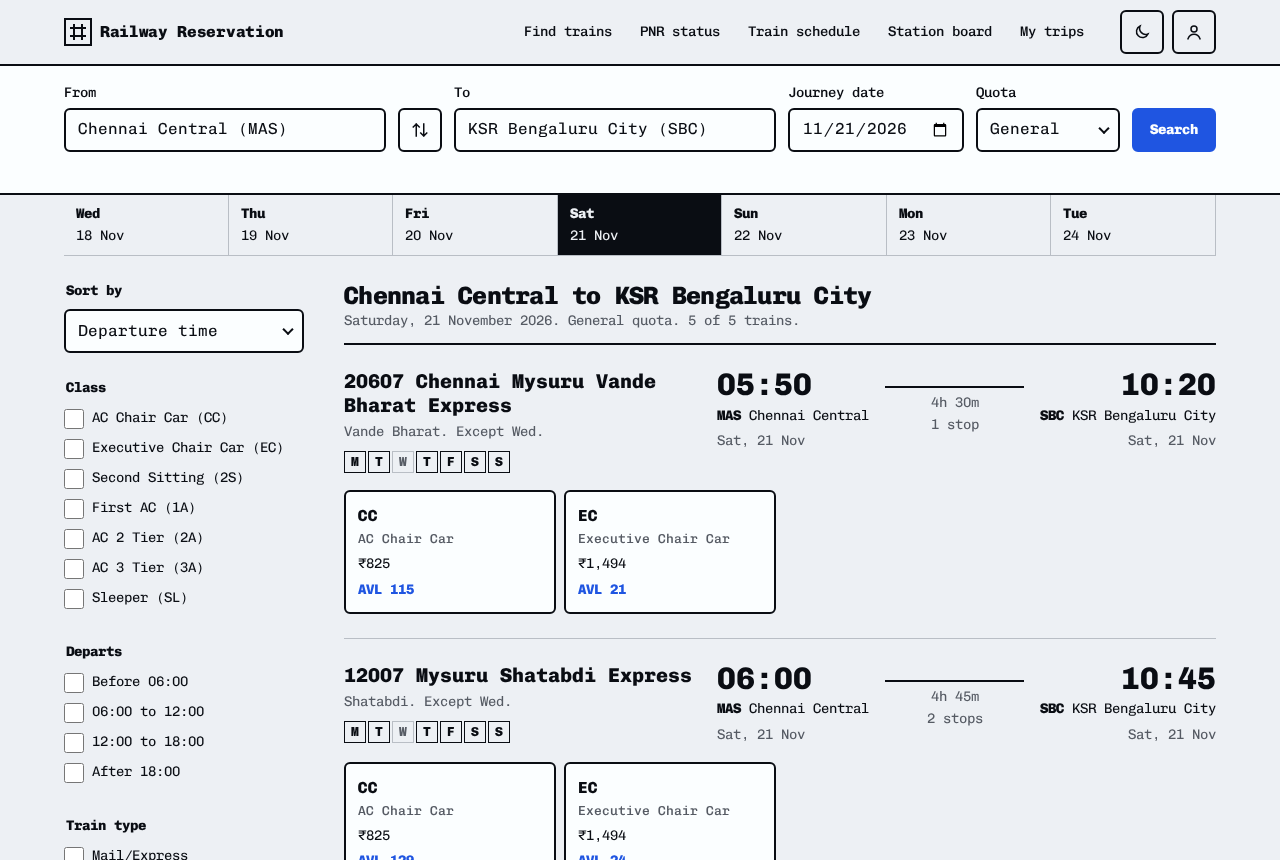 Railway Reservation
Find trains
PNR status
Train schedule
Station board
My trips
From
To
Journey date
Quota
Chennai Central (MAS)
KSR Bengaluru City (SBC)
11/21/2026
General
Search
Wed
18 Nov
Thu
19 Nov
Fri
20 Nov
Sat
21 Nov
Sun
22 Nov
Mon
23 Nov
Tue
24 Nov
Sort by
Departure time
Class
AC Chair Car (CC)
Executive Chair Car (EC)
Second Sitting (2S)
First AC (1A)
AC 2 Tier (2A)
AC 3 Tier (3A)
Sleeper (SL)
Departs
Before 06:00
06:00 to 12:00
12:00 to 18:00
After 18:00
Train type
Mail/Express
Chennai Central to KSR Bengaluru City
Saturday, 21 November 2026. General quota. 5 of 5 trains.
20607 Chennai Mysuru Vande
Bharat Express
Vande Bharat. Except Wed.
M T W T F S S
05:50
MAS Chennai Central
Sat, 21 Nov
4h 30m
1 stop
10:20
SBC KSR Bengaluru City
Sat, 21 Nov
CC
AC Chair Car
₹825
AVL 115
EC
Executive Chair Car
₹1,494
AVL 21
12007 Mysuru Shatabdi Express
Shatabdi. Except Wed.
M T W T F S S
06:00
MAS Chennai Central
Sat, 21 Nov
4h 45m
2 stops
10:45
SBC KSR Bengaluru City
Sat, 21 Nov
CC
AC Chair Car
₹825
AVL 129
EC
Executive Chair Car
₹1,494
AVL 24